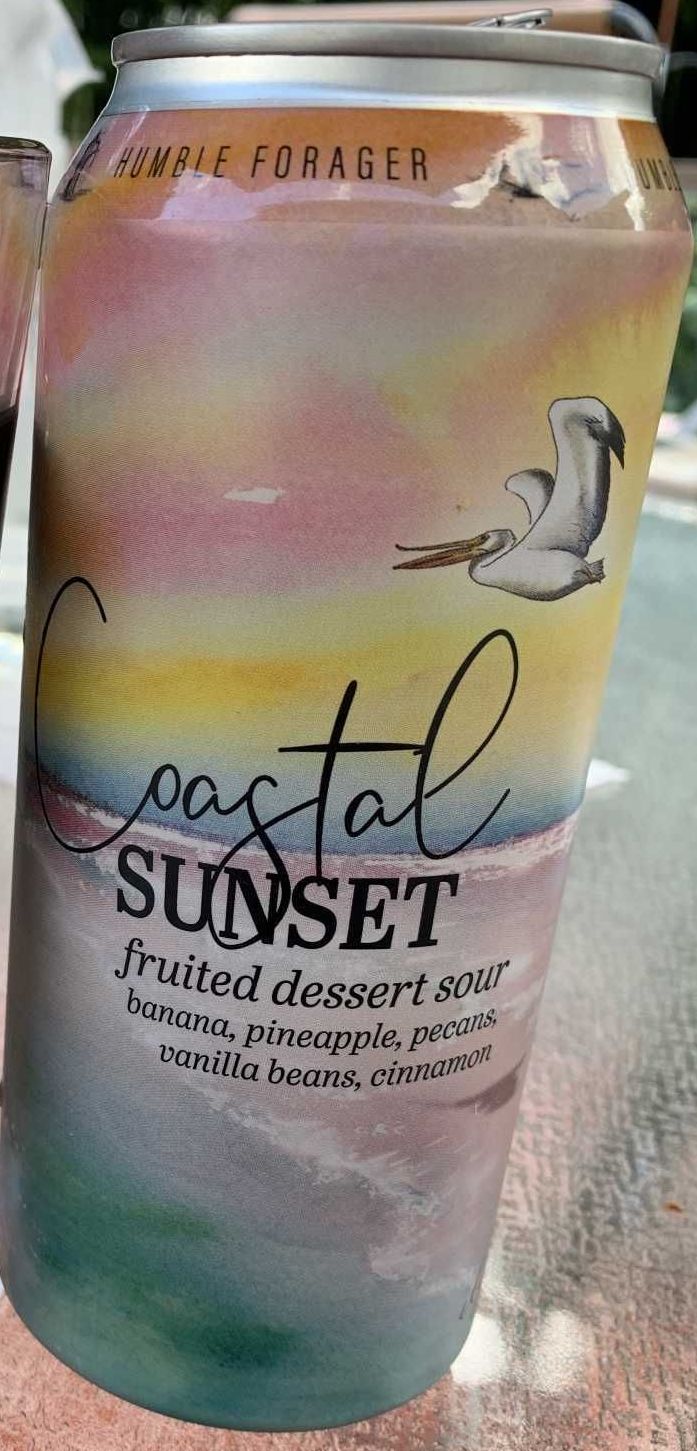 HUMBLE FORAGER
Coastal
SUNSET
fruited dessert sour
banana, pineapple, pecans,
vanilla beans, cinnamon